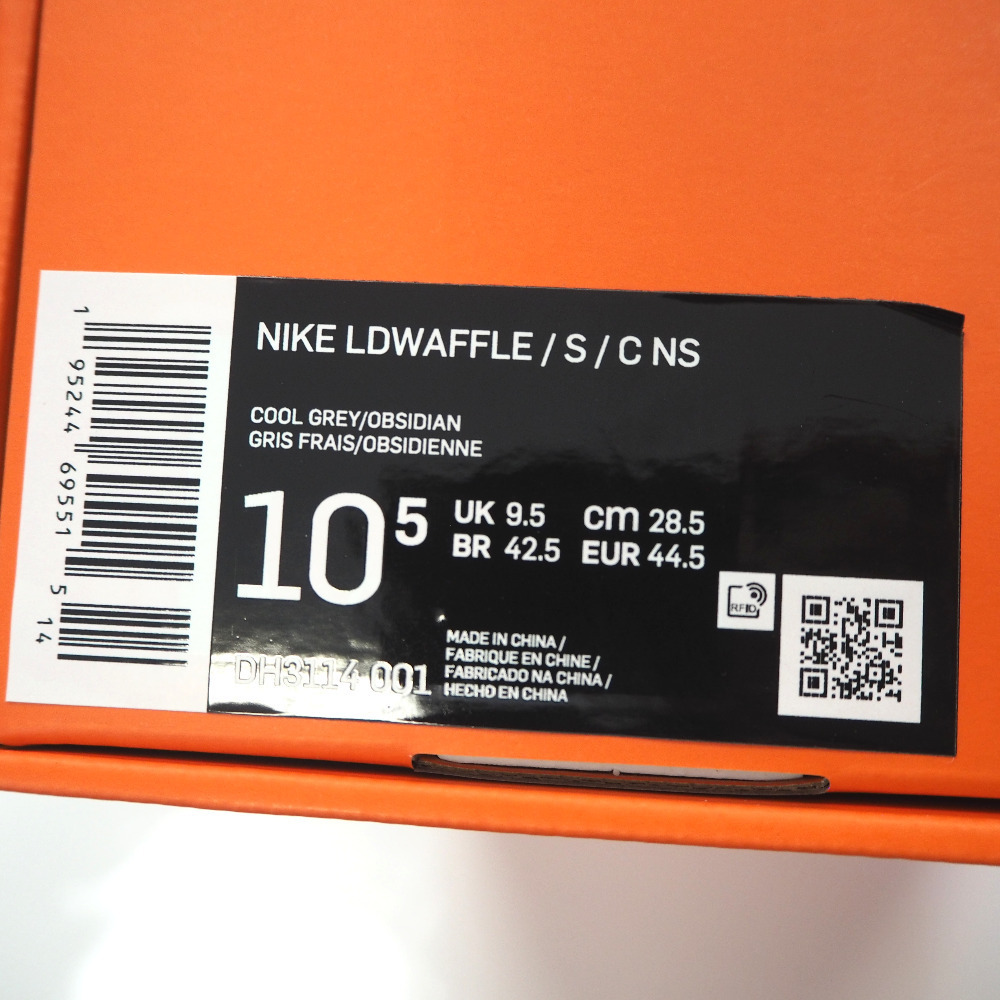 NIKE LDWAFFLE / S / C NS
COOL GREY/OBSIDIAN
GRIS FRAIS/OBSIDIENNE
10 5
UK 9.5 cm 28.5
BR 42.5 EUR 44.5
RFID
DH3114 001
MADE IN CHINA /
FABRIQUE EN CHINE /
FABRICADO NA CHINA /
HECHO EN CHINA
1 95244 69551 5 14